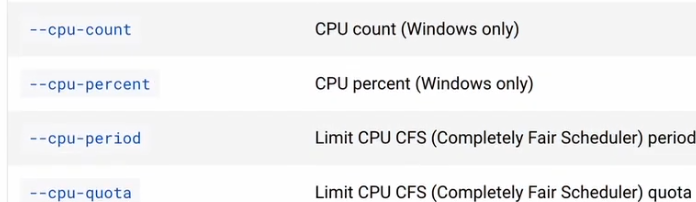 --cpu-count CPU count (Windows only)
--cpu-percent CPU percent (Windows only)
--cpu-period Limit CPU CFS (Completely Fair Scheduler) period
--cpu-quota Limit CPU CFS (Completely Fair Scheduler) quota